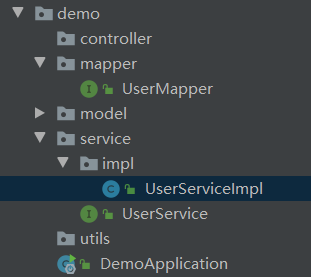 demo
controller
mapper
UserMapper
model
service
impl
UserServiceImpl
UserService
utils
DemoApplication